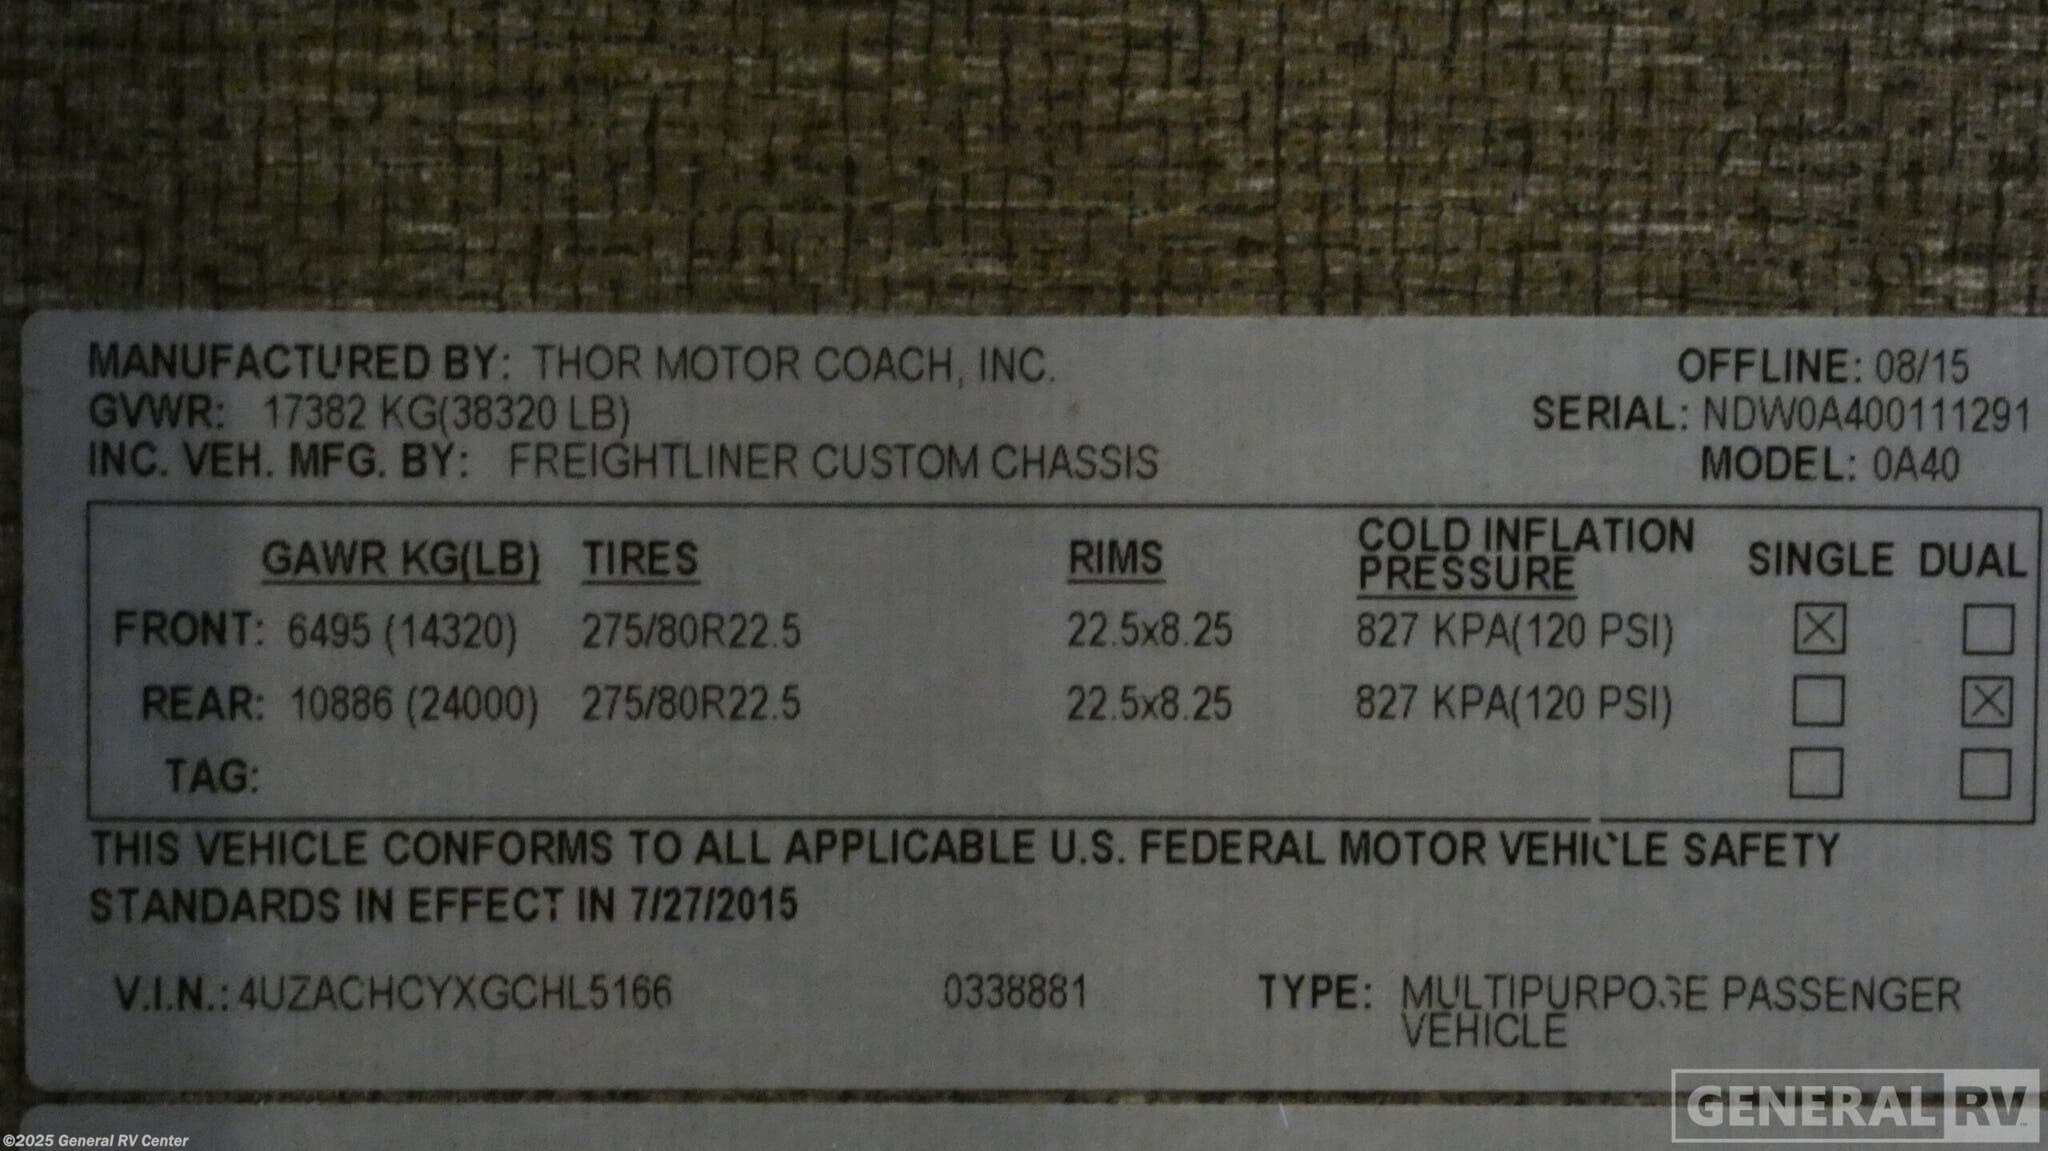 MANUFACTURED BY: THOR MOTOR COACH, INC. OFFLINE: 08/15
GVWR: 17382 KG(38320 LB) SERIAL: NDW0A400111291
INC. VEH. MFG. BY: FREIGHTLINER CUSTOM CHASSIS MODEL: 0A40
GAWR KG(LB) TIRES RIMS COLD INFLATION PRESSURE SINGLE DUAL
FRONT: 6495 (14320) 275/80R22.5 22.5x8.25 827 KPA(120 PSI) ☒ ☐
REAR: 10886 (24000) 275/80R22.5 22.5x8.25 827 KPA(120 PSI) ☐ ☒
TAG: ☐ ☐
THIS VEHICLE CONFORMS TO ALL APPLICABLE U.S. FEDERAL MOTOR VEHICLE SAFETY
STANDARDS IN EFFECT IN 7/27/2015
V.I.N.: 4UZACHCYXGCHL5166 0338881 TYPE: MULTIPURPOSE PASSENGER
VEHICLE
GENERAL RV
©2025 General RV Center